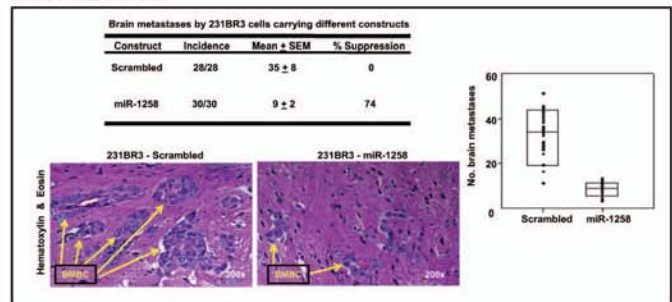 Brain metastases by 231BR3 cells carrying different constructs
Construct Incidence Mean ± SEM % Suppression
Scrambled 28/28 35 ± 8 0
miR-1258 30/30 9 ± 2 74
231BR3 - Scrambled
231BR3 - miR-1258
Hematoxylin & Eosin
BMBC
200x
BMBC
200x
No. brain metastases
60
40
20
0
Scrambled miR-1258